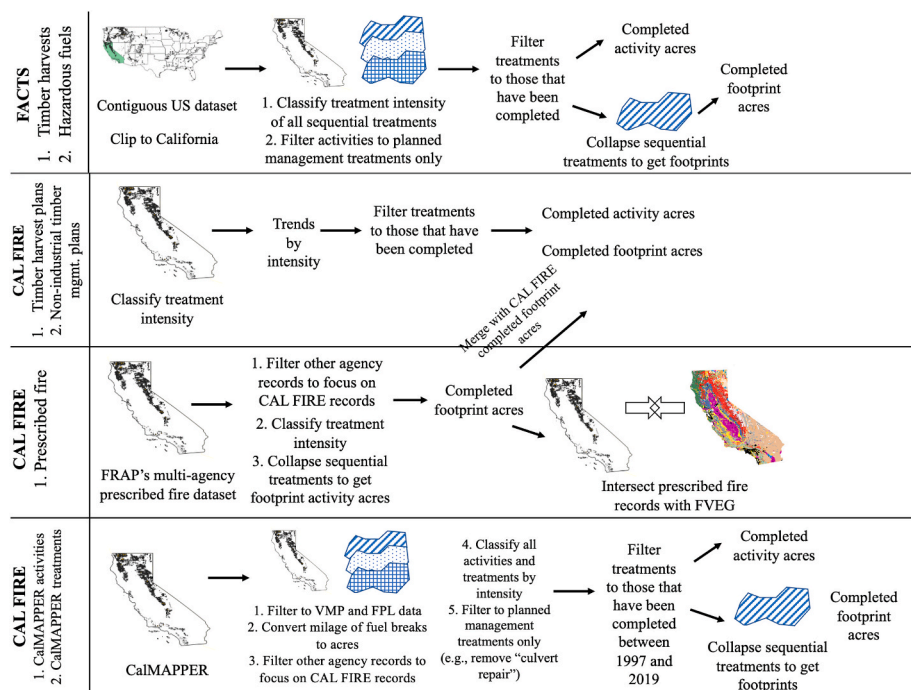 FACTS
1. Timber harvests
2. Hazardous fuels
Contiguous US dataset
Clip to California
1. Classify treatment intensity
of all sequential treatments
2. Filter activities to planned
management treatments only
Filter
treatments
to those that
have been
completed
Completed
activity acres
Collapse sequential
treatments to get footprints
Completed
footprint
acres
CAL FIRE
1. Timber harvest plans
2. Non-industrial timber
mgmt. plans
Classify treatment
intensity
Trends
by
intensity
Filter treatments
to those that have
been completed
Completed activity acres
Completed footprint acres
Merge with CAL FIRE
completed footprint
acres
CAL FIRE
1. Prescribed fire
FRAP's multi-agency
prescribed fire dataset
1. Filter other agency
records to focus on
CAL FIRE records
2. Classify treatment
intensity
3. Collapse sequential
treatments to get
footprint activity acres
Completed
footprint acres
Intersect prescribed fire
records with FVEG
CAL FIRE
1. CalMAPPER activities
2. CalMAPPER treatments
CalMAPPER
1. Filter to VMP and FPL data
2. Convert milage of fuel breaks
to acres
3. Filter other agency records to
focus on CAL FIRE records
4. Classify all
activities and
treatments by
intensity
5. Filter to planned
management
treatments only
(e.g., remove “culvert
repair”)
Filter
treatments
to those that
have been
completed
between
1997 and
2019
Completed
activity acres
Collapse sequential
treatments to get
footprints
Completed
footprint
acres